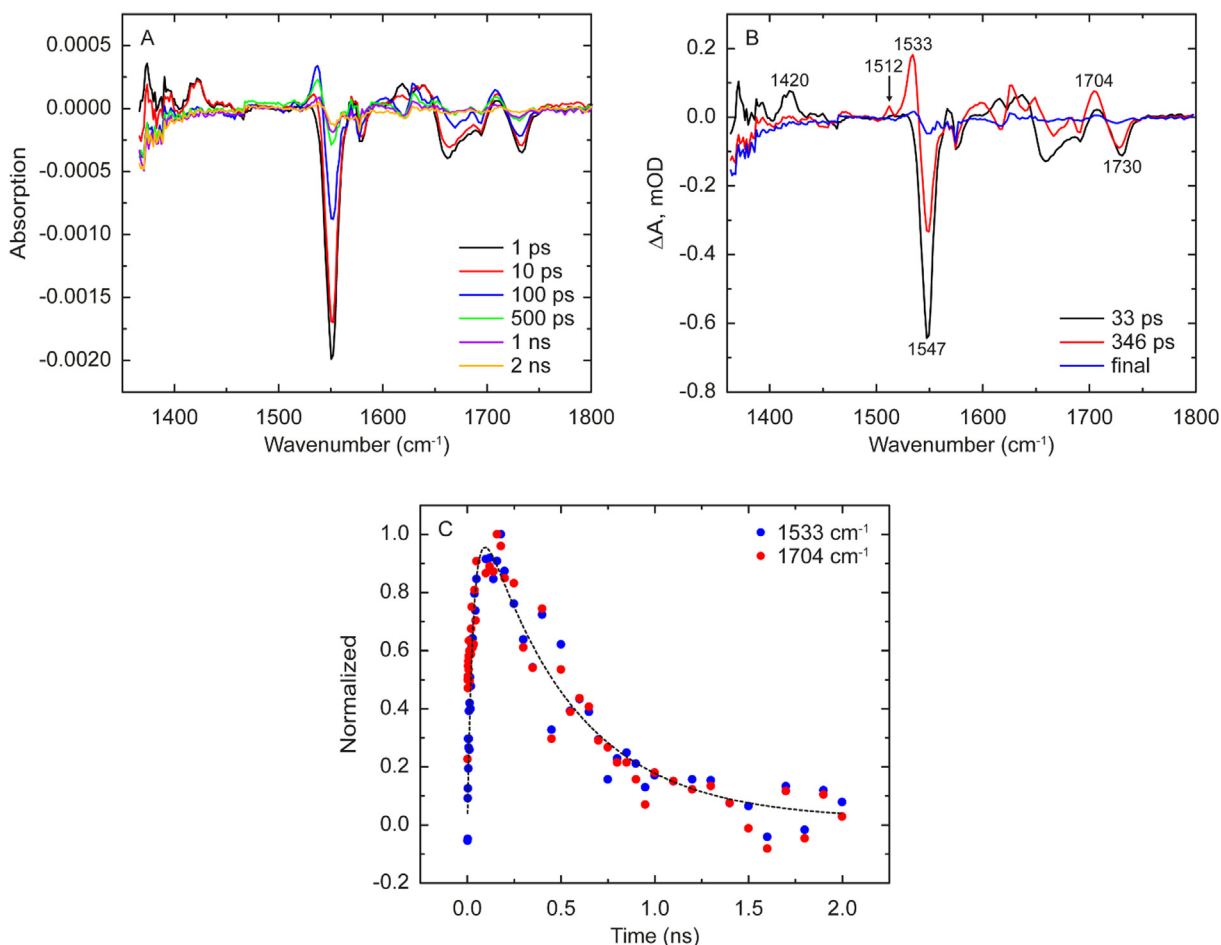 A
0.0005
0.0000
-0.0005
-0.0010
-0.0015
-0.0020
Absorption
1 ps
10 ps
100 ps
500 ps
1 ns
2 ns
1400 1500 1600 1700 1800
Wavenumber (cm⁻¹)
B
0.2
0.0
-0.2
-0.4
-0.6
-0.8
ΔA, mOD
1420
1512
1533
1704
1730
1547
33 ps
346 ps
final
1400 1500 1600 1700 1800
Wavenumber (cm⁻¹)
C
1.0
0.8
0.6
0.4
0.2
0.0
-0.2
Normalized
1533 cm⁻¹
1704 cm⁻¹
0.0 0.5 1.0 1.5 2.0
Time (ns)